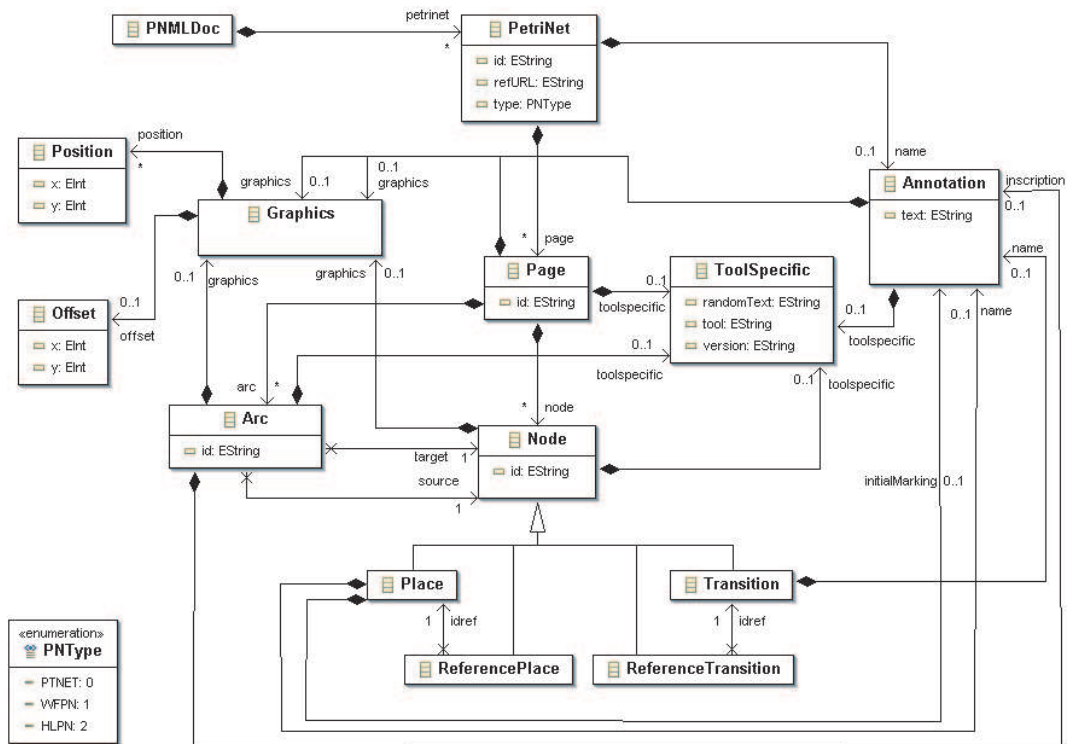 PNMLDoc
petrinet
*
PetriNet
id: EString
refURL: EString
type: PNType
Position
x: EInt
y: EInt
position
*
graphics
0..1
0..1
graphics
0..1
name
Annotation
text: EString
inscription
0..1
name
0..1
Graphics
*
page
0..1
graphics
graphics
0..1
Page
id: EString
0..1
toolspecific
ToolSpecific
randomText: EString
tool: EString
version: EString
0..1
toolspecific
0..1
name
Offset
x: EInt
y: EInt
0..1
offset
0..1
toolspecific
0..1
toolspecific
arc
*
*
node
Arc
id: EString
Node
id: EString
target
1
source
1
initialMarking
0..1
Place
Transition
1
idref
1
idref
ReferencePlace
ReferenceTransition
«enumeration»
PNType
PTNET: 0
WFPN: 1
HLPN: 2